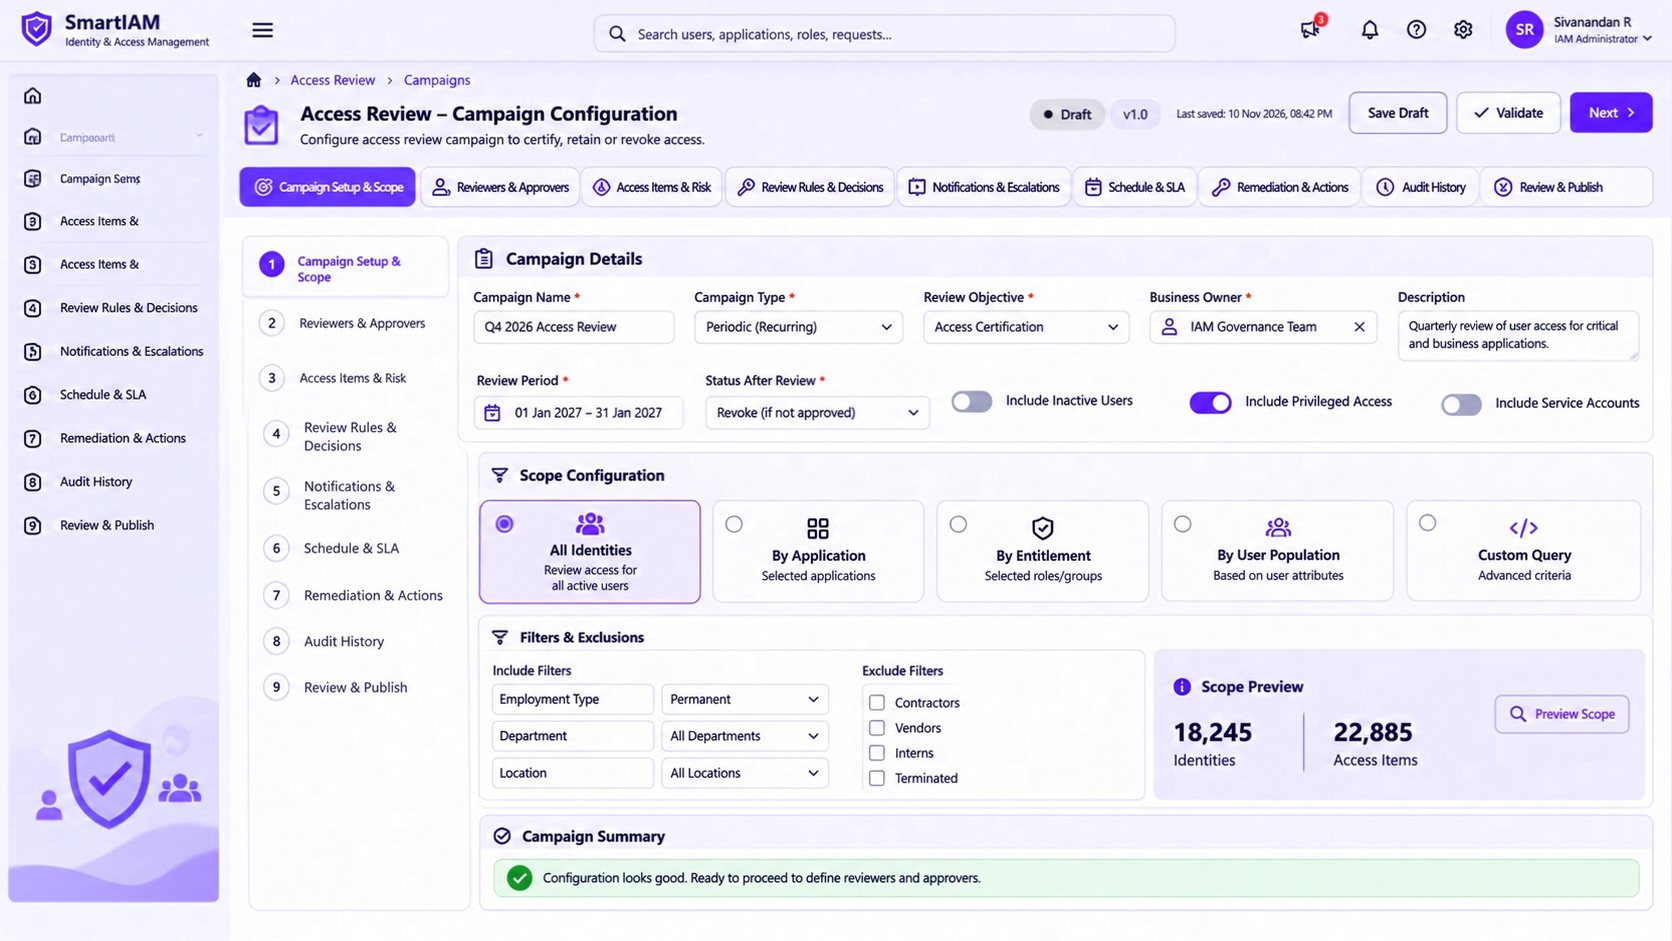 SmartIAM
Identity & Access Management
Search users, applications, roles, requests...
3
SR
Sivanandan R
IAM Administrator
Access Review
Campaigns
Access Review – Campaign Configuration
Configure access review campaign to certify, retain or revoke access.
Draft
v1.0
Last saved: 10 Nov 2026, 08:42 PM
Save Draft
Validate
Next
Campaign Setup & Scope
Reviewers & Approvers
Access Items & Risk
Review Rules & Decisions
Notifications & Escalations
Schedule & SLA
Remediation & Actions
Audit History
Review & Publish
Campaign Sems
3 Access Items &
3 Access Items &
4 Review Rules & Decisions
Notifications & Escalations
6 Schedule & SLA
7 Remediation & Actions
8 Audit History
9 Review & Publish
1 Campaign Setup &
Scope
2 Reviewers & Approvers
3 Access Items & Risk
4 Review Rules &
Decisions
5 Notifications &
Escalations
6 Schedule & SLA
7 Remediation & Actions
8 Audit History
9 Review & Publish
Campaign Details
Campaign Name *
Q4 2026 Access Review
Campaign Type *
Periodic (Recurring)
Review Objective *
Access Certification
Business Owner *
IAM Governance Team
Description
Quarterly review of user access for critical
and business applications.
Review Period *
01 Jan 2027 – 31 Jan 2027
Status After Review *
Revoke (if not approved)
Include Inactive Users
Include Privileged Access
Include Service Accounts
Scope Configuration
All Identities
Review access for
all active users
By Application
Selected applications
By Entitlement
Selected roles/groups
By User Population
Based on user attributes
</> Custom Query
Advanced criteria
Filters & Exclusions
Include Filters
Employment Type
Permanent
Department
All Departments
Location
All Locations
Exclude Filters
Contractors
Vendors
Interns
Terminated
Scope Preview
18,245
Identities
22,885
Access Items
Preview Scope
Campaign Summary
Configuration looks good. Ready to proceed to define reviewers and approvers.